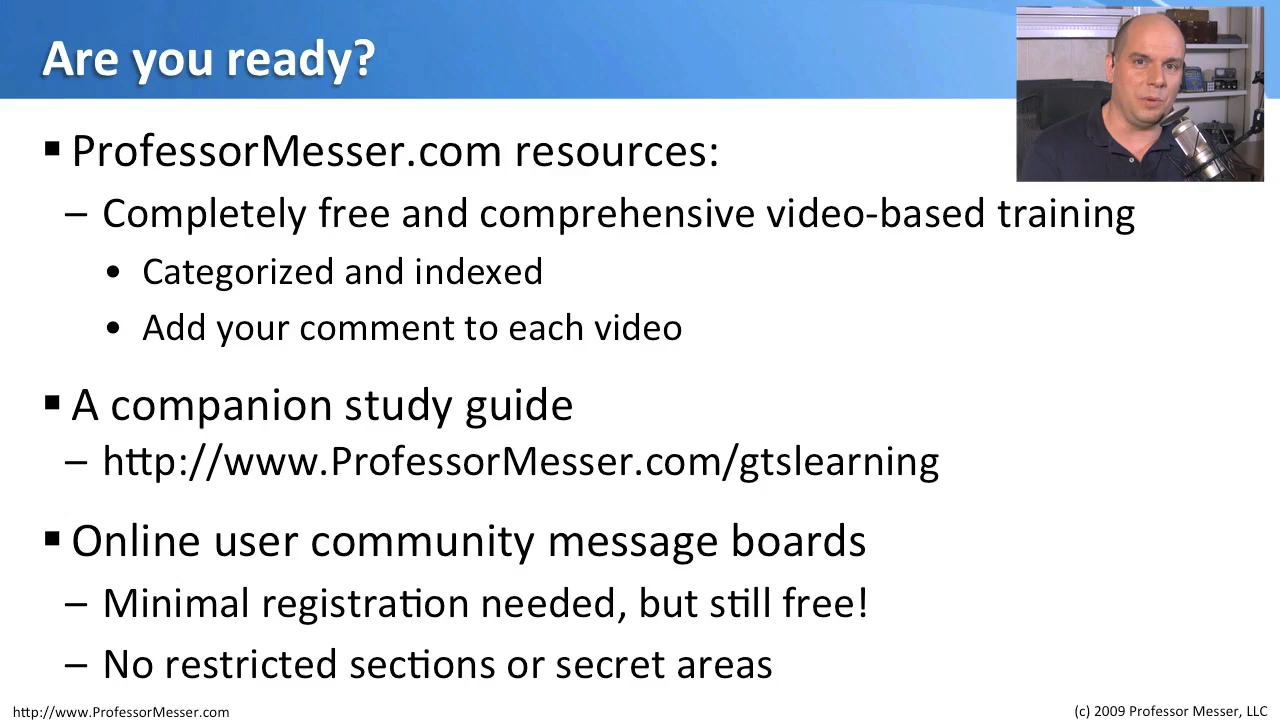 Are you ready?
▪ ProfessorMesser.com resources:
– Completely free and comprehensive video-based training
• Categorized and indexed
• Add your comment to each video
▪ A companion study guide
– http://www.ProfessorMesser.com/gtslearning
▪ Online user community message boards
– Minimal registration needed, but still free!
– No restricted sections or secret areas
http://www.ProfessorMesser.com
(c) 2009 Professor Messer, LLC